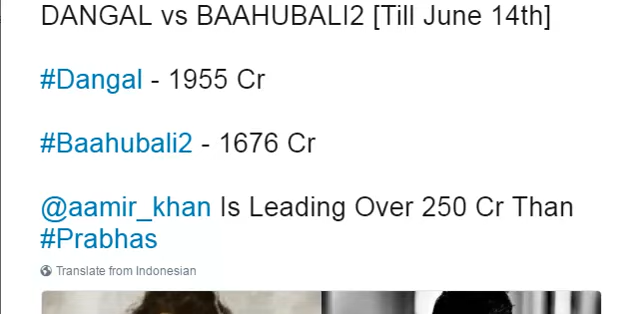 DANGAL vs BAAHUBALI2 [Till June 14th]
#Dangal - 1955 Cr
#Baahubali2 - 1676 Cr
@aamir_khan Is Leading Over 250 Cr Than
#Prabhas
Translate from Indonesian